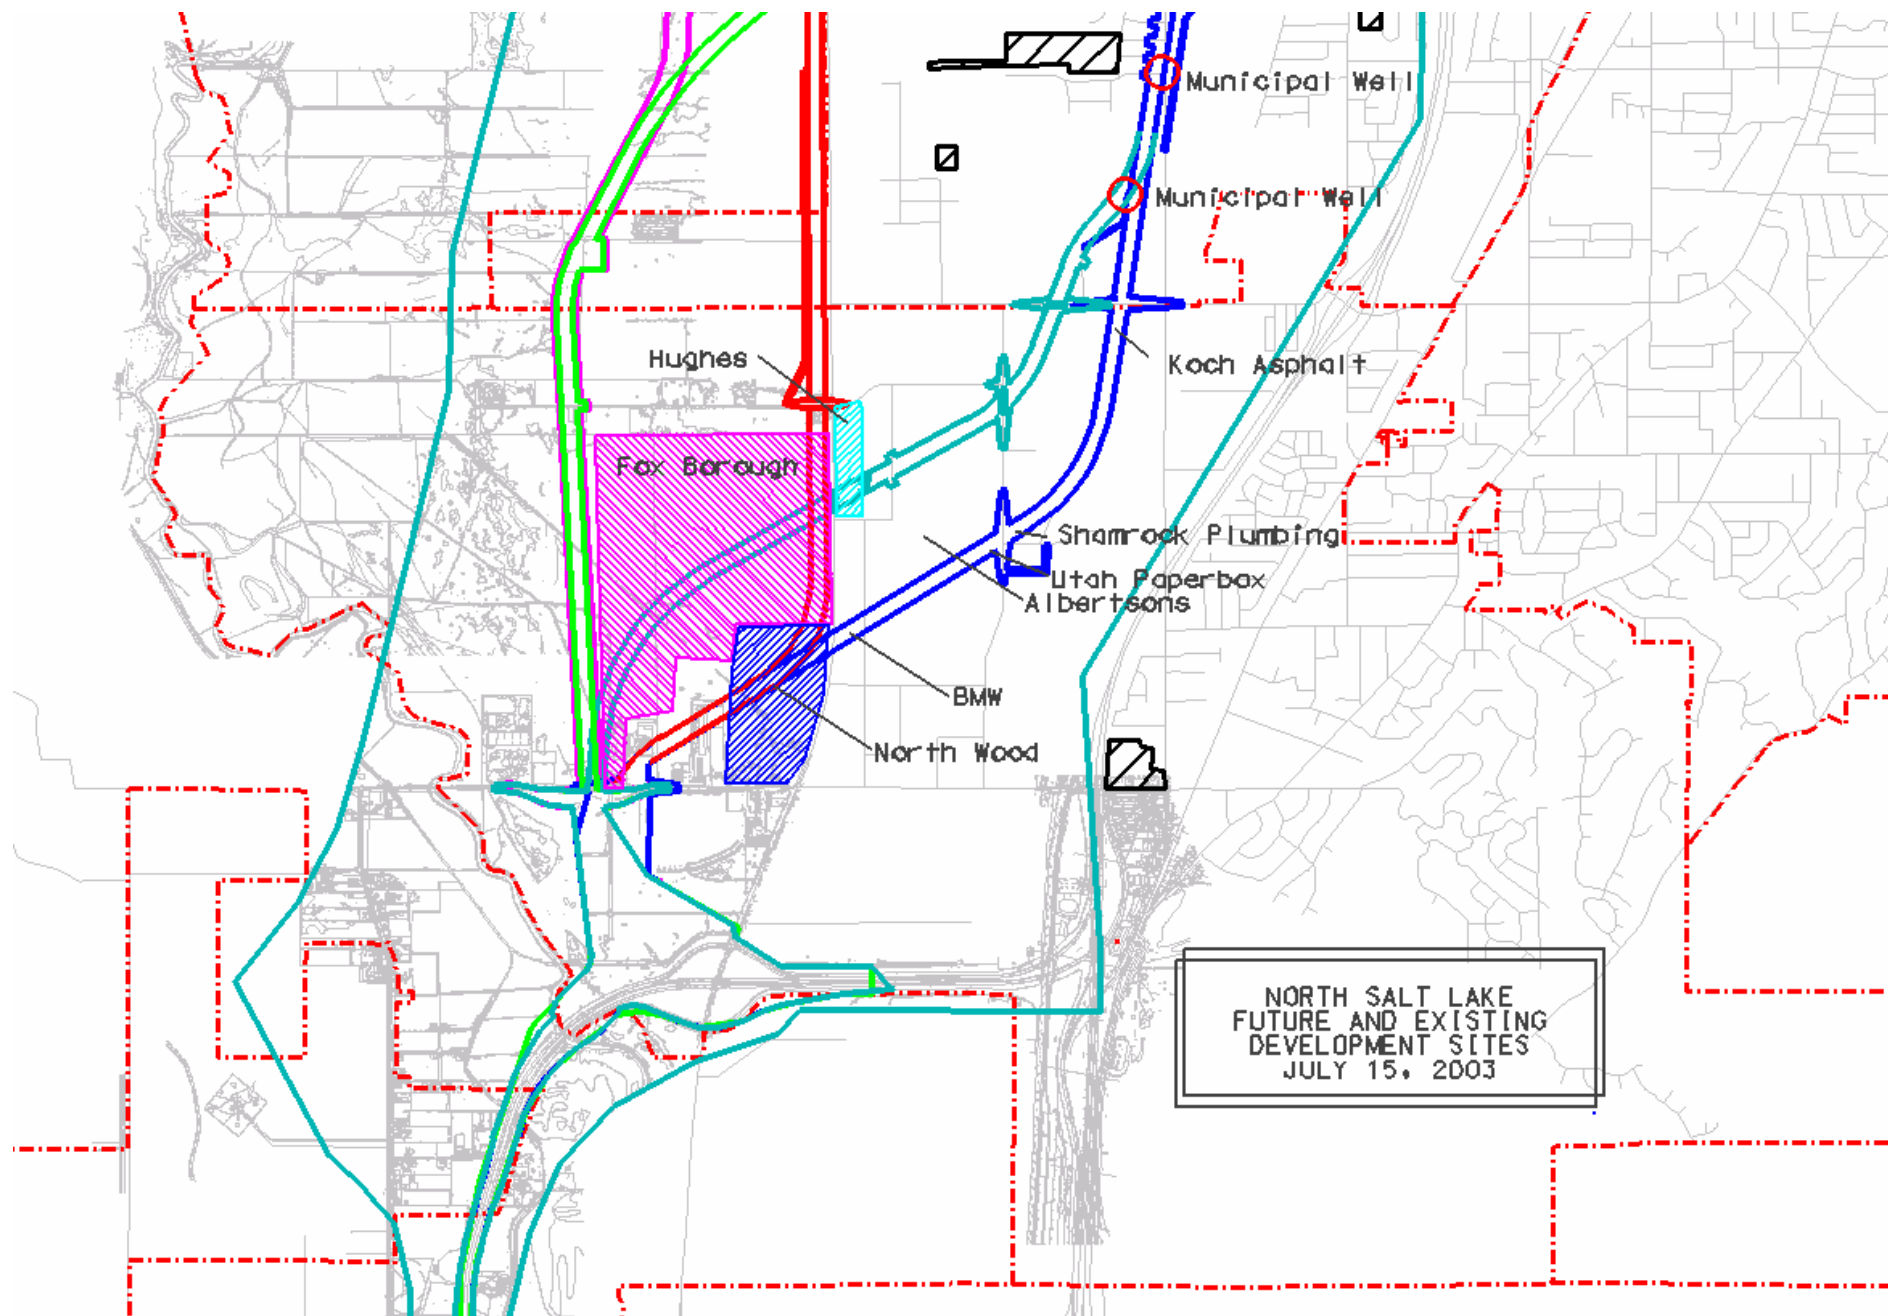 Municipal Well
Municipal Well
Hughes
Koch Asphalt
Fox Borough
Shamrock Plumbing
Utah Paperbox
Albertsons
BMW
North Wood
NORTH SALT LAKE
FUTURE AND EXISTING
DEVELOPMENT SITES
JULY 15, 2003